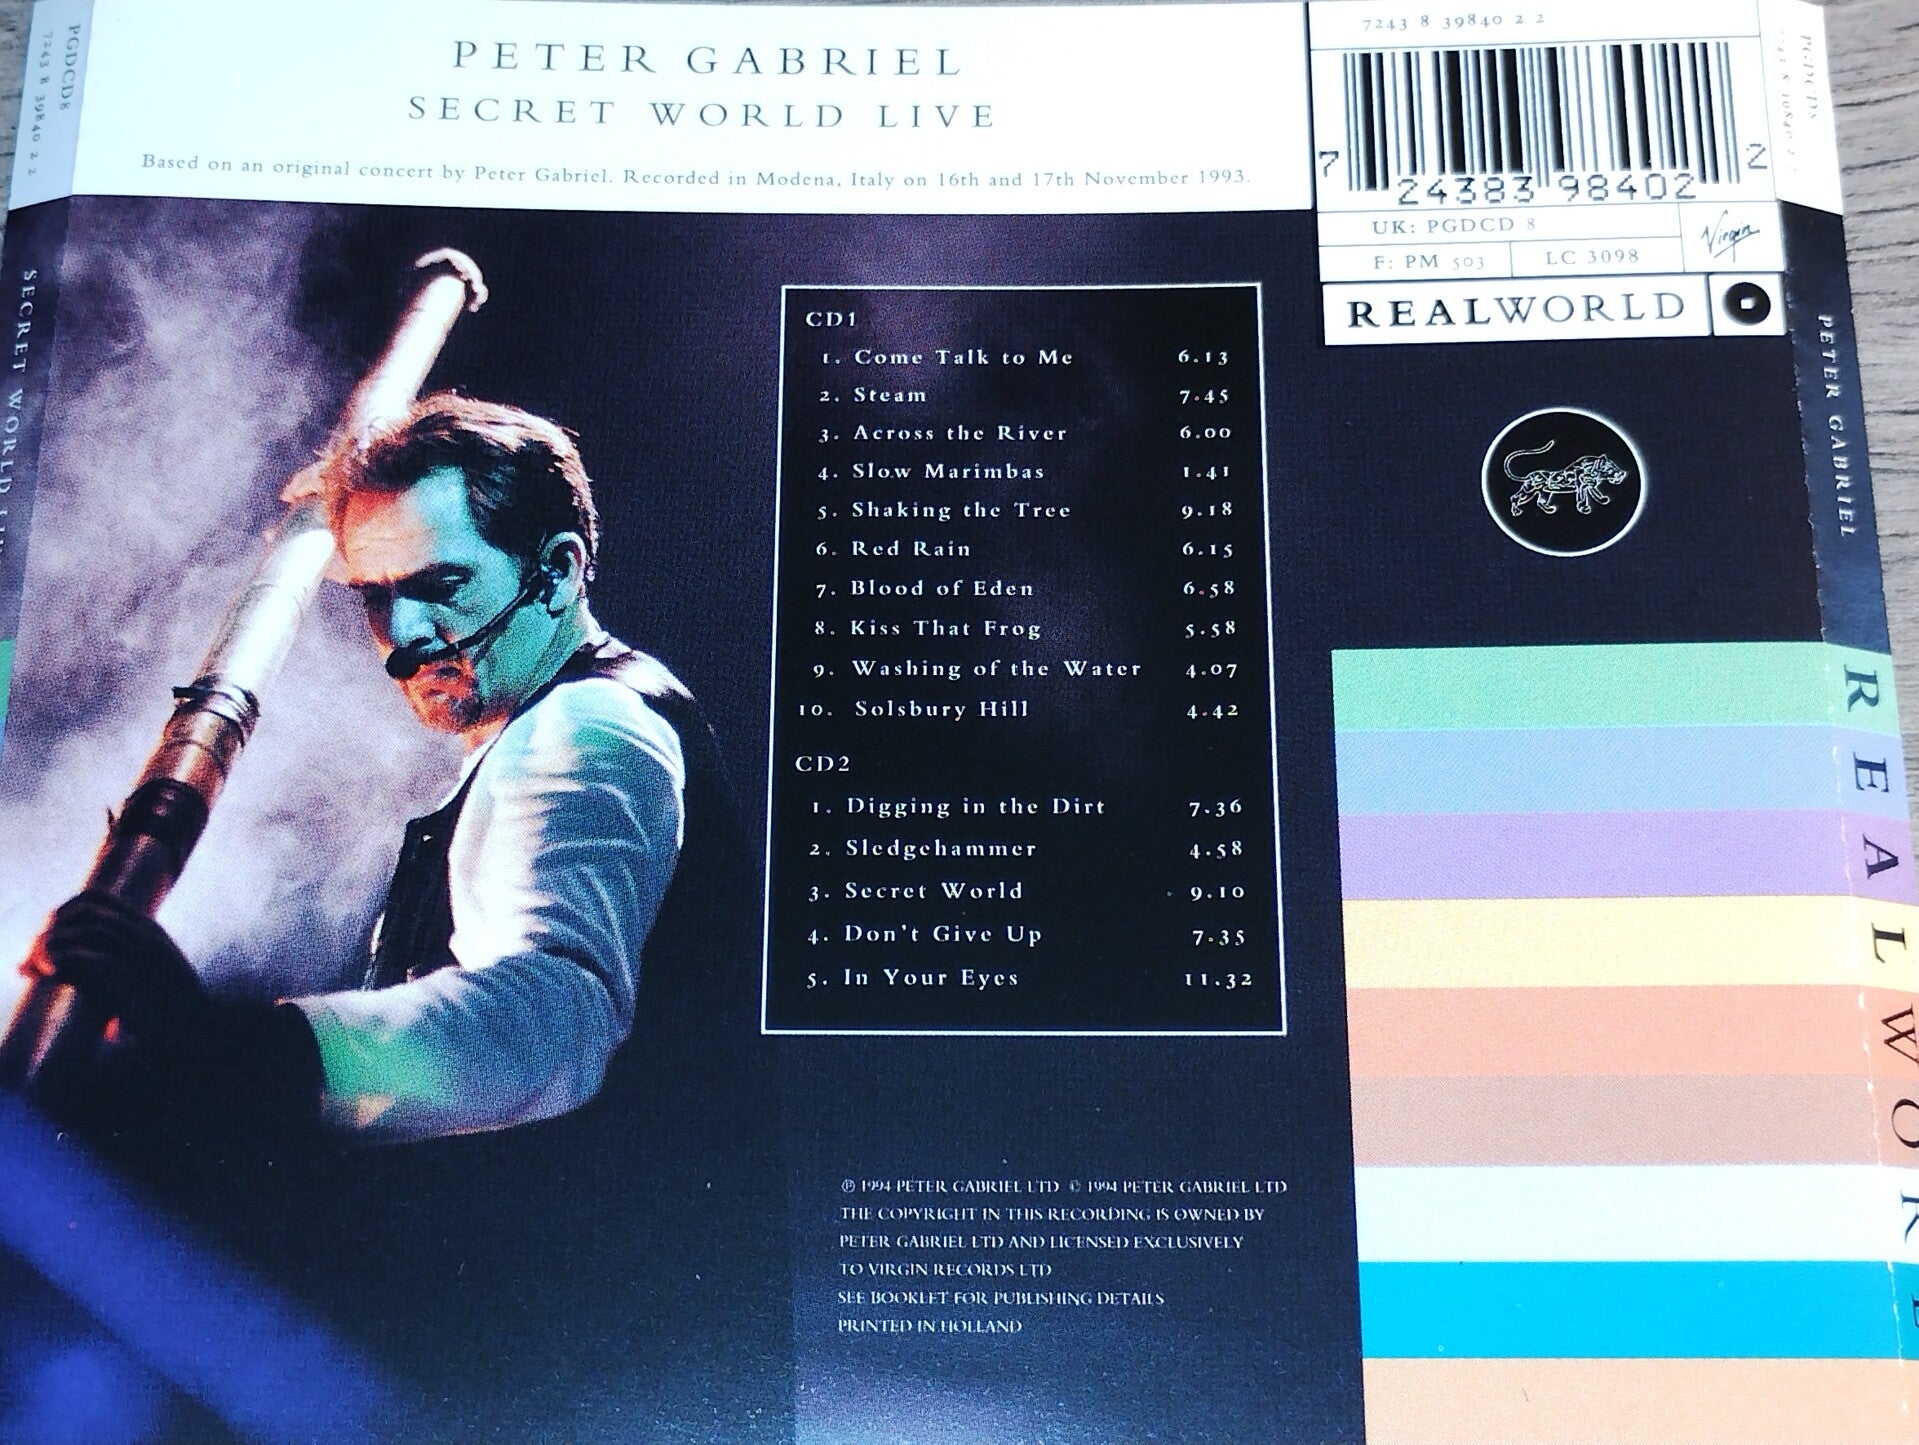 PETER GABRIEL
SECRET WORLD LIVE
Based on an original concert by Peter Gabriel. Recorded in Modena, Italy on 16th and 17th November 1993.
7243 8 39840 2 2
7 24383 98402 2
UK: PGDCD 8
F: PM 503
LC 3098
Virgin
REALWORLD
CD1
1. Come Talk to Me 6.13
2. Steam 7.45
3. Across the River 6.00
4. Slow Marimbas 1.41
5. Shaking the Tree 9.18
6. Red Rain 6.15
7. Blood of Eden 6.58
8. Kiss That Frog 5.58
9. Washing of the Water 4.07
10. Solsbury Hill 4.42
CD2
1. Digging in the Dirt 7.36
2. Sledgehammer 4.58
3. Secret World 9.10
4. Don't Give Up 7.35
5. In Your Eyes 11.32
℗ 1994 PETER GABRIEL LTD © 1994 PETER GABRIEL LTD
THE COPYRIGHT IN THIS RECORDING IS OWNED BY
PETER GABRIEL LTD AND LICENSED EXCLUSIVELY
TO VIRGIN RECORDS LTD
SEE BOOKLET FOR PUBLISHING DETAILS
PRINTED IN HOLLAND
PGDCD8
7243 8 39840 2 2
SECRET WORLD
PGDCD8
PETER GABRIEL
REALWOR